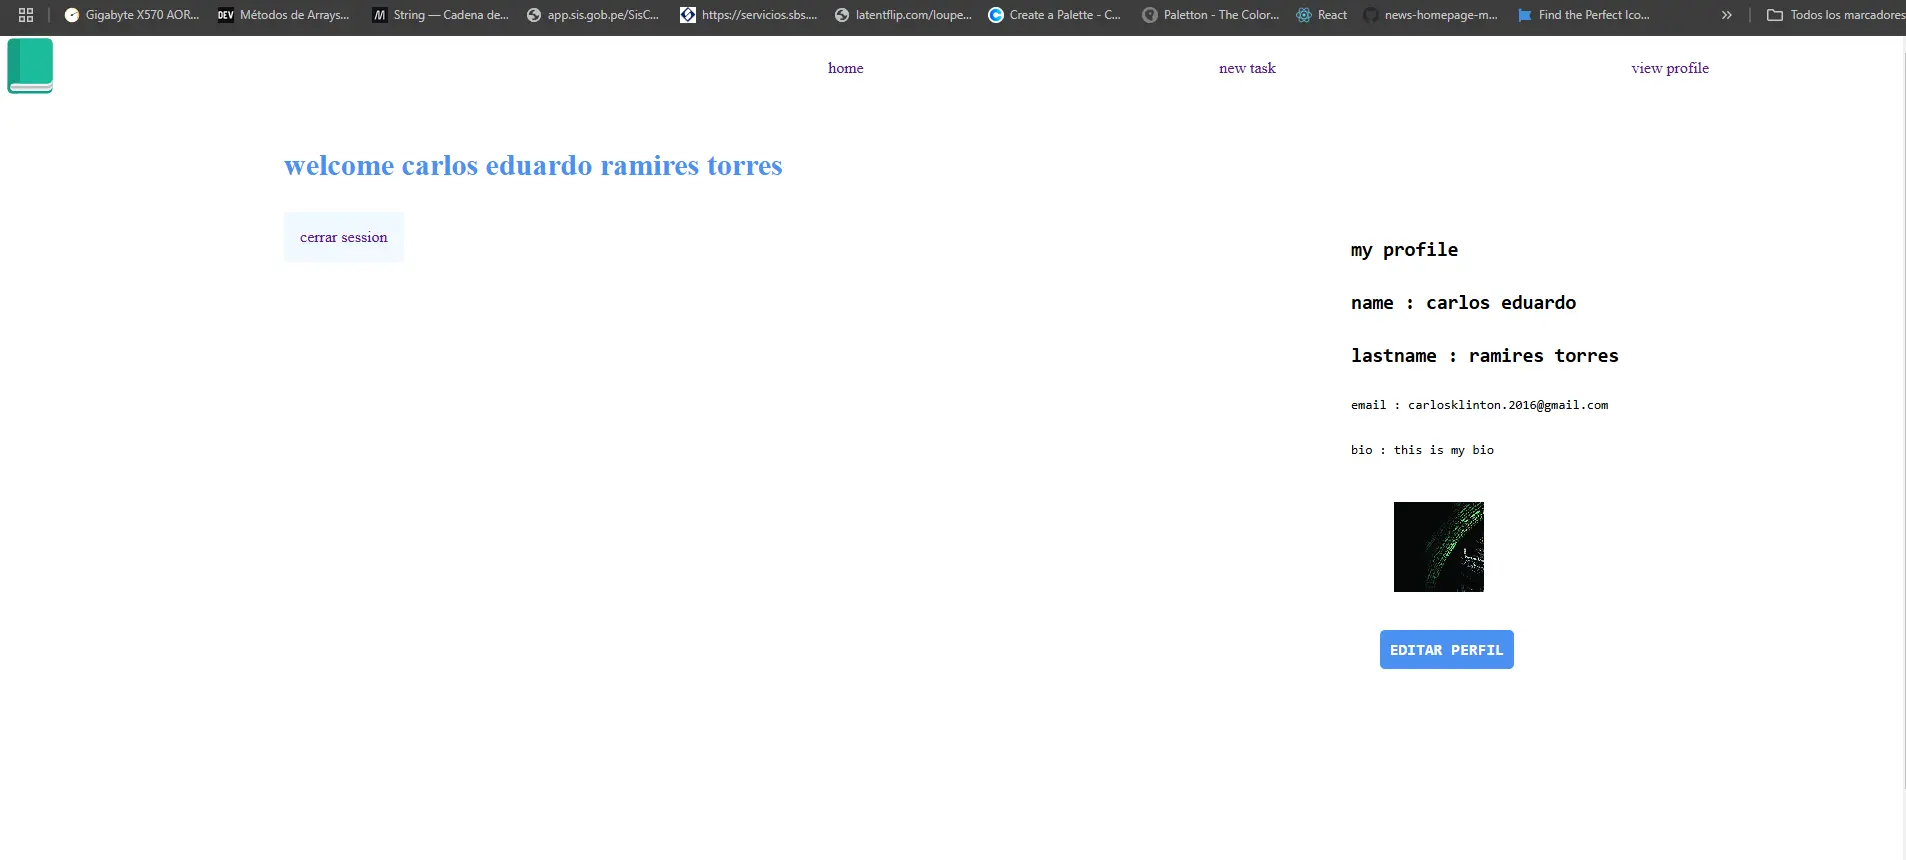 Gigabyte X570 AOR...
DEV Métodos de Arrays...
String — Cadena de...
app.sis.gob.pe/SisC...
https://servicios.sbs....
latentflip.com/loupe...
Create a Palette - C...
Paletton - The Color...
React
news-homepage-m...
Find the Perfect Ico...
Todos los marcadores
home
new task
view profile
welcome carlos eduardo ramires torres
cerrar session
my profile
name : carlos eduardo
lastname : ramires torres
email : carlosklinton.2016@gmail.com
bio : this is my bio
EDITAR PERFIL